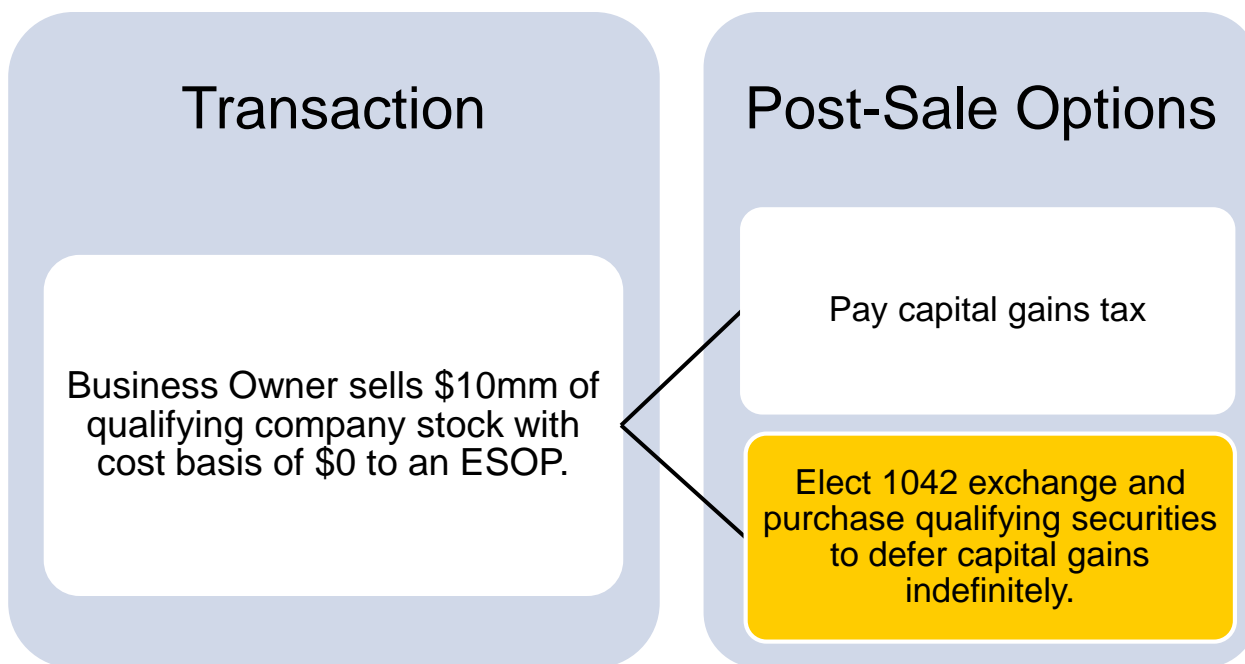 Transaction
Business Owner sells $10mm of
qualifying company stock with
cost basis of $0 to an ESOP.
Post-Sale Options
Pay capital gains tax
Elect 1042 exchange and
purchase qualifying securities
to defer capital gains
indefinitely.